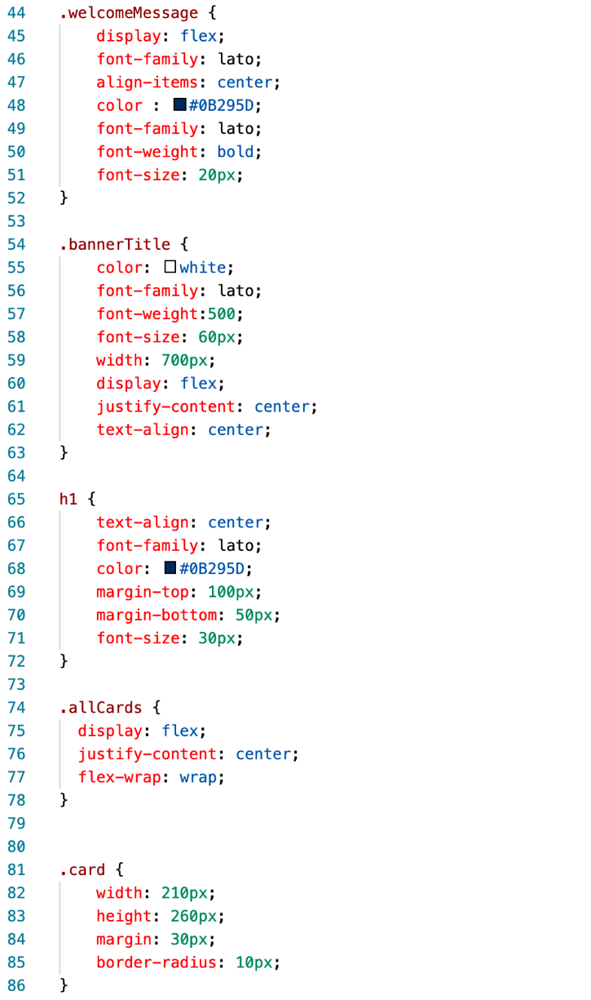 44 .welcomeMessage {
45     display: flex;
46     font-family: lato;
47     align-items: center;
48     color : #0B295D;
49     font-family: lato;
50     font-weight: bold;
51     font-size: 20px;
52 }
53
54 .bannerTitle {
55     color: white;
56     font-family: lato;
57     font-weight:500;
58     font-size: 60px;
59     width: 700px;
60     display: flex;
61     justify-content: center;
62     text-align: center;
63 }
64
65 h1 {
66     text-align: center;
67     font-family: lato;
68     color: #0B295D;
69     margin-top: 100px;
70     margin-bottom: 50px;
71     font-size: 30px;
72 }
73
74 .allCards {
75   display: flex;
76   justify-content: center;
77   flex-wrap: wrap;
78 }
79
80
81 .card {
82     width: 210px;
83     height: 260px;
84     margin: 30px;
85     border-radius: 10px;
86 }